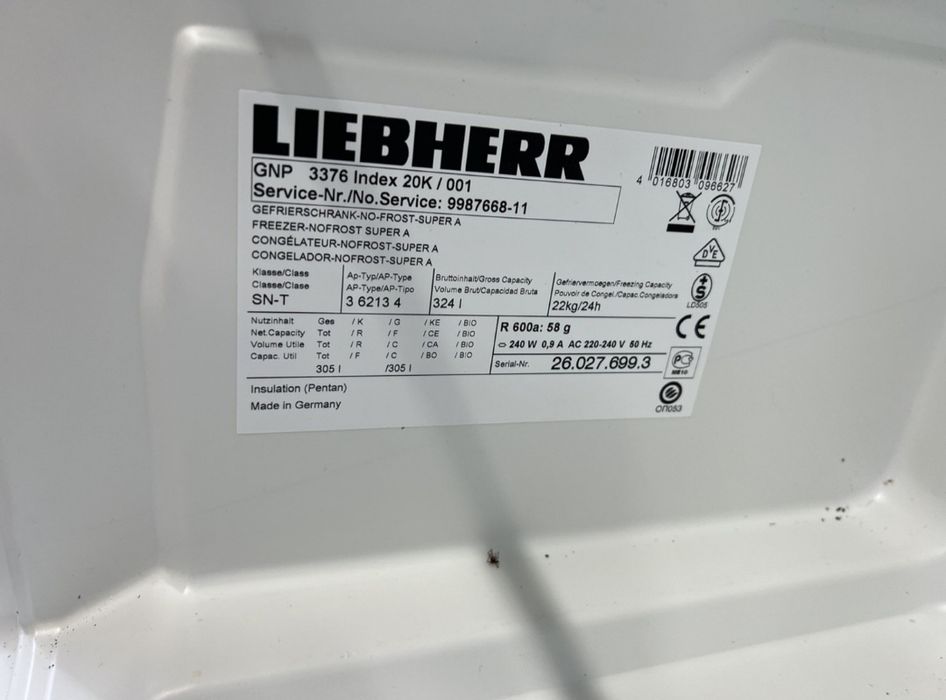 LIEBHERR
4 016803 096627
GNP 3376 Index 20K / 001
Service-Nr./No.Service: 9987668-11
GEFRIERSCHRANK-NO-FROST-SUPER A
FREEZER-NOFROST SUPER A
CONGÉLATEUR-NOFROST-SUPER A
CONGELADOR-NOFROST-SUPER A
Klasse/Class
Classe/Clase
SN-T
Ap-Typ/AP-Type
AP-Type/AP-Tipo
3 6213 4
Bruttoinhalt/Gross Capacity
Volume Brut/Capacidad Bruta
324 l
Gefriervermoegen/Freezing Capacity
Pouvoir de Congel./Capac.Congeladora
22kg/24h
DVE
+S
LD505
Nutzinhalt Ges / K / G / KE / BIO
Net.Capacity Tot / R / F / CE / BIO
Volume Utile Tot / R / C / CA / BIO
Capac. Util Tot / F / C / BO / BIO
305 l /305 l
R 600a: 58 g
240 W 0,9 A AC 220-240 V 50 Hz
Serial-Nr. 26.027.699.3
CE
ME10
ОП053
Insulation (Pentan)
Made in Germany